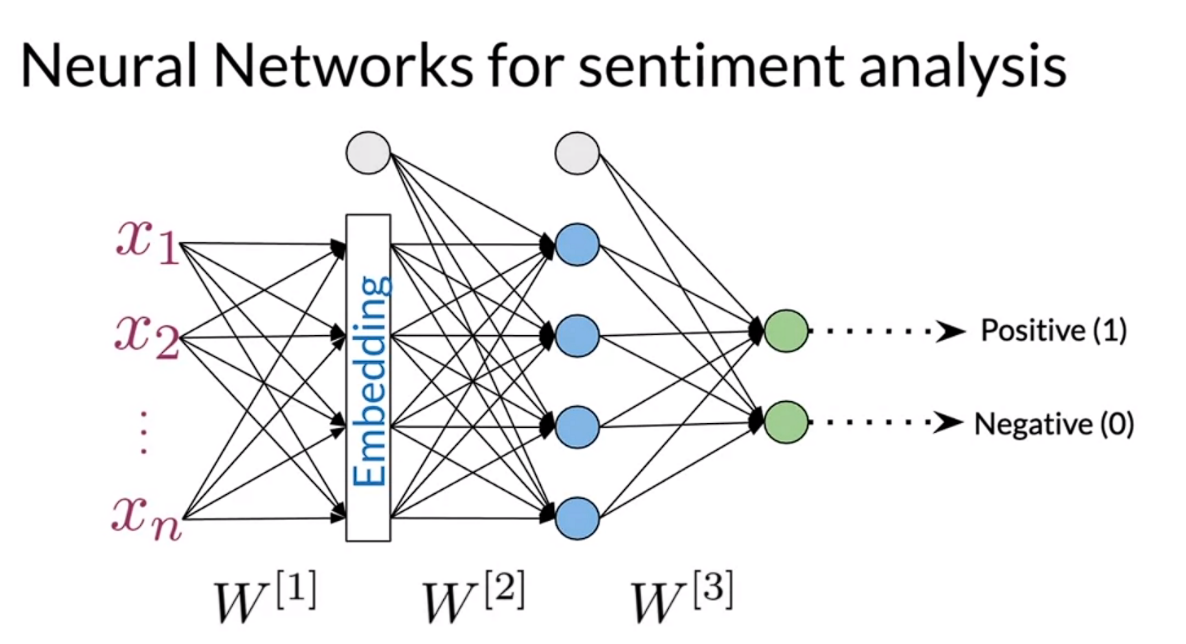 Neural Networks for sentiment analysis
x₁
x₂
⋮
xₙ
Embedding
Positive (1)
Negative (0)
W^[1] W^[2] W^[3]